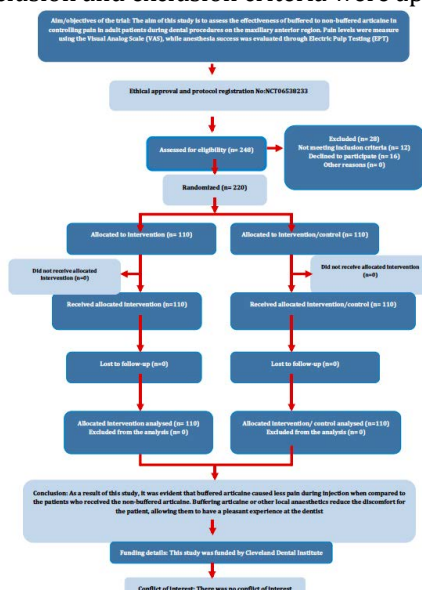 clusion and exclusion criteria were ap
Aim/objectives of the trial: The aim of this study is to assess the effectiveness of buffered to non-buffered articaine in
controlling pain in adult patients during dental procedures on the maxillary anterior region. Pain levels were measure
using the Visual Analog Scale (VAS), while anesthesia success was evaluated through Electric Pulp Testing (EPT)
Ethical approval and protocol registration No:NCT06538233
Excluded (n= 28)
Not meeting inclusion criteria (n= 12)
Declined to participate (n= 16)
Other reasons (n= 0)
Assessed for eligibility (n= 248)
Randomized (n= 220)
Allocated to Intervention (n= 110)
Allocated to Intervention/control (n= 110)
Did not receive allocated
Intervention (n=0)
Did not receive allocated Intervention
(n=0)
Received allocated Intervention (n=110)
Received allocated Intervention/control (n= 110)
Lost to follow-up (n=0)
Lost to follow-up (n=0)
Allocated Intervention analysed (n= 110)
Excluded from the analysis (n= 0)
Allocated Intervention/ control analysed (n=110)
Excluded from the analysis (n= 0)
Conclusion: As a result of this study, it was evident that buffered articaine caused less pain during injection when compared to
the patients who received the non-buffered articaine. Buffering articaine or other local anaesthetics reduce the discomfort for
the patient, allowing them to have a pleasant experience at the dentist
Funding details: This study was funded by Cleveland Dental Institute
Conflict of Interest: There was no conflict of interest